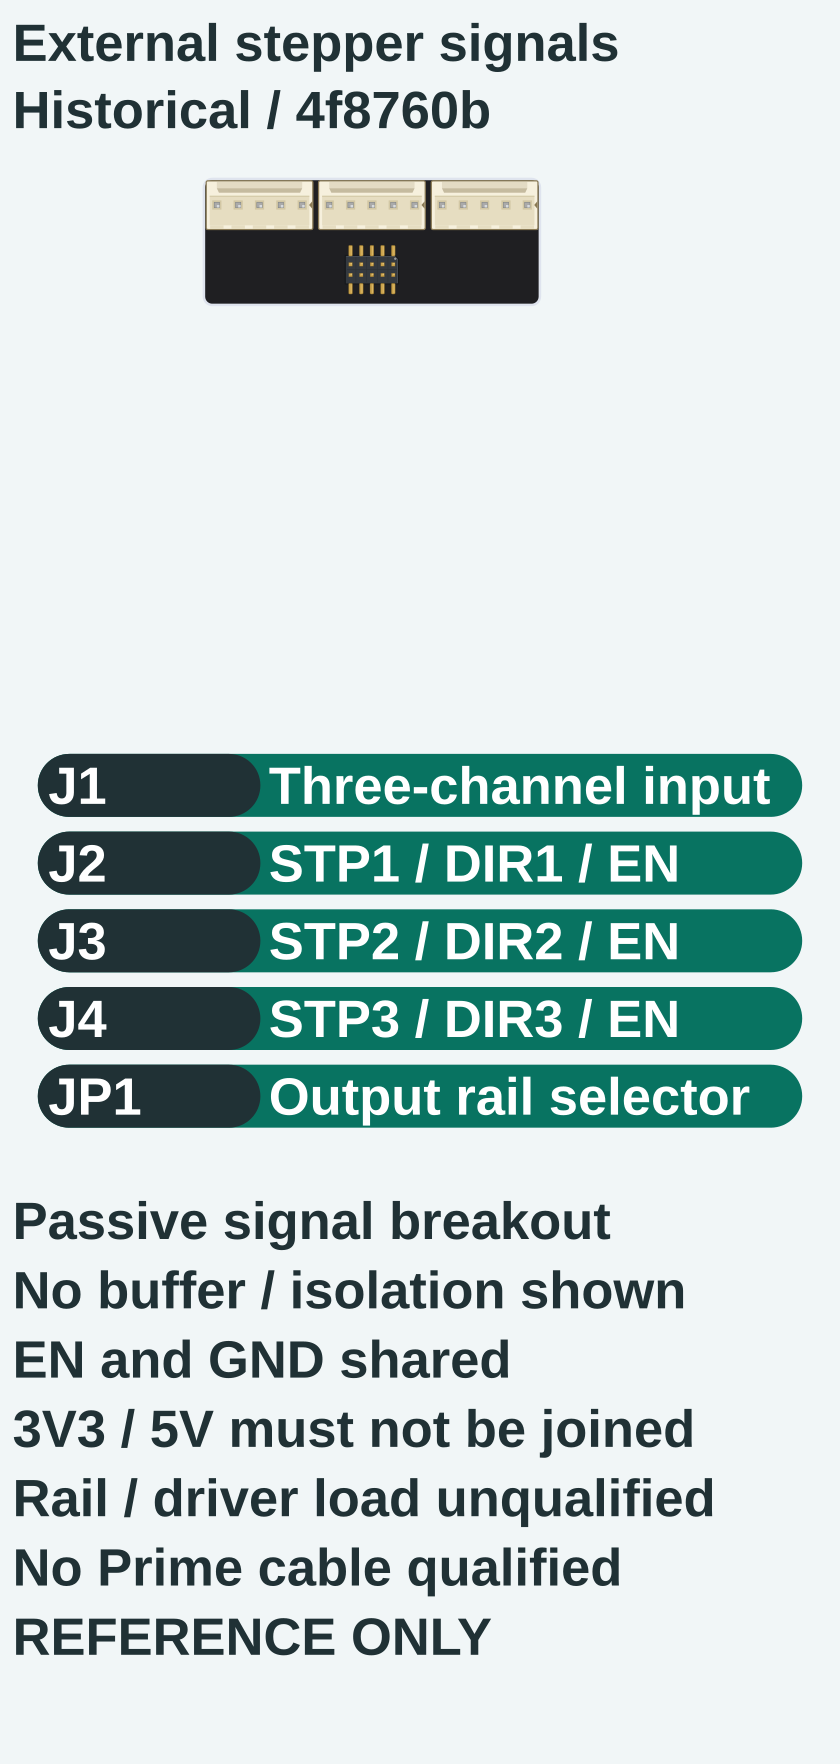 External stepper signals
Historical / 4f8760b
J1 Three-channel input
J2 STP1 / DIR1 / EN
J3 STP2 / DIR2 / EN
J4 STP3 / DIR3 / EN
JP1 Output rail selector
Passive signal breakout
No buffer / isolation shown
EN and GND shared
3V3 / 5V must not be joined
Rail / driver load unqualified
No Prime cable qualified
REFERENCE ONLY